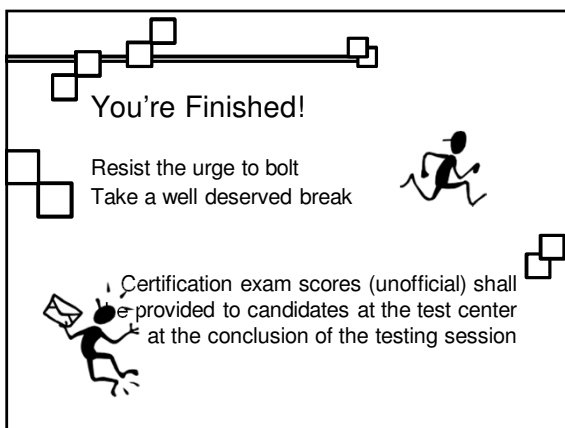 You're Finished!
Resist the urge to bolt
Take a well deserved break
Certification exam scores (unofficial) shall
be provided to candidates at the test center
at the conclusion of the testing session